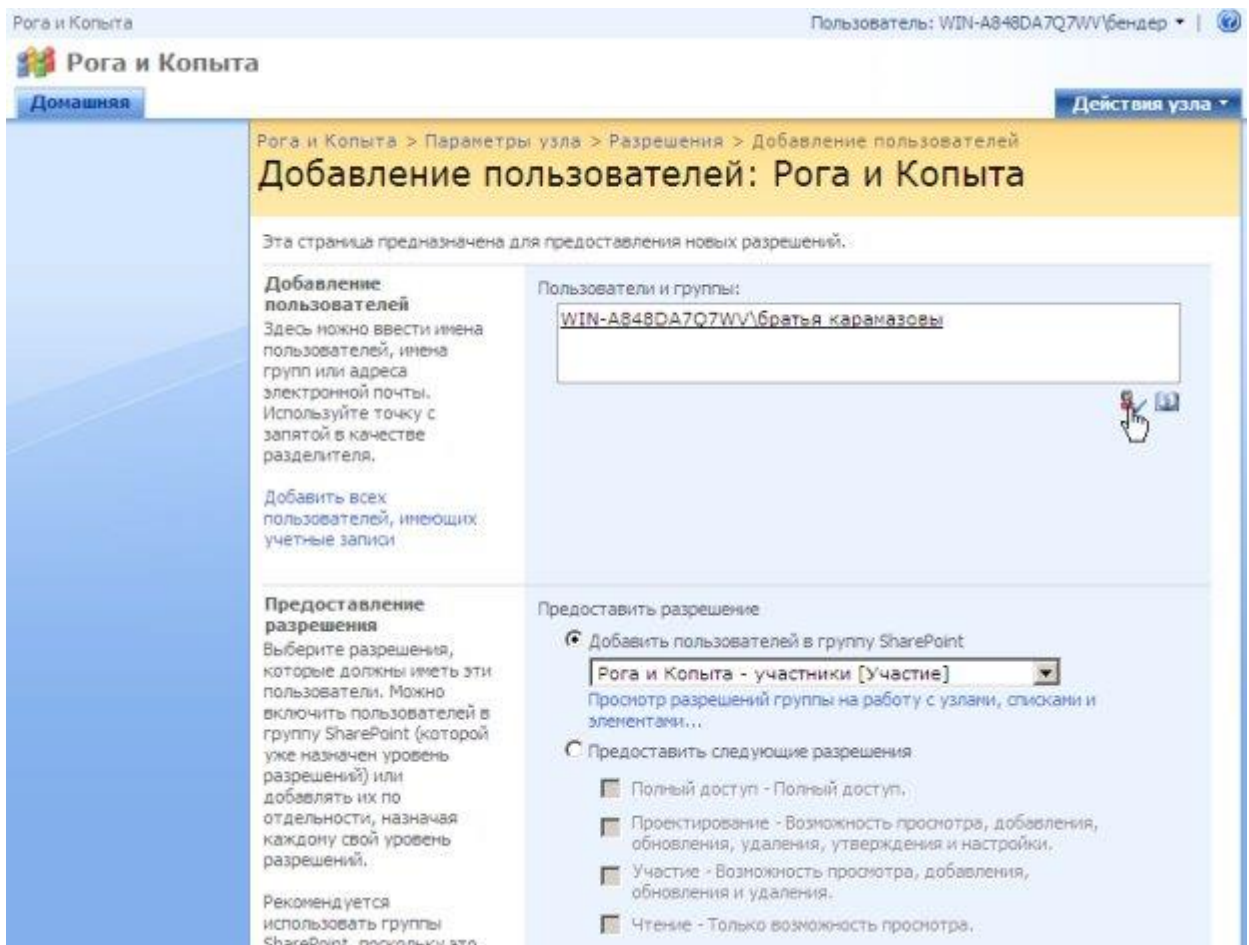 Рога и Копыта
Пользователь: WIN-A848DA7Q7WV\бендер
Рога и Копыта
Домашняя
Действия узла
Рога и Копыта > Параметры узла > Разрешения > Добавление пользователей
Добавление пользователей: Рога и Копыта
Эта страница предназначена для предоставления новых разрешений.
Добавление
пользователей
Здесь можно ввести имена
пользователей, имена
групп или адреса
электронной почты.
Используйте точку с
запятой в качестве
разделителя.
Добавить всех
пользователей, имеющих
учетные записи
Пользователи и группы:
WIN-A848DA7Q7WV\братья карамазовы
Предоставление
разрешения
Выберите разрешения,
которые должны иметь эти
пользователи. Можно
включить пользователей в
группу SharePoint (которой
уже назначен уровень
разрешений) или
добавлять их по
отдельности, назначая
каждому свой уровень
разрешений.
Рекомендуется
использовать группы
SharePoint, поскольку это
Предоставить разрешение
Добавить пользователей в группу SharePoint
Рога и Копыта - участники [Участие]
Просмотр разрешений группы на работу с узлами, списками и
элементами...
Предоставить следующие разрешения
Полный доступ - Полный доступ.
Проектирование - Возможность просмотра, добавления,
обновления, удаления, утверждения и настройки.
Участие - Возможность просмотра, добавления,
обновления и удаления.
Чтение - Только возможность просмотра.